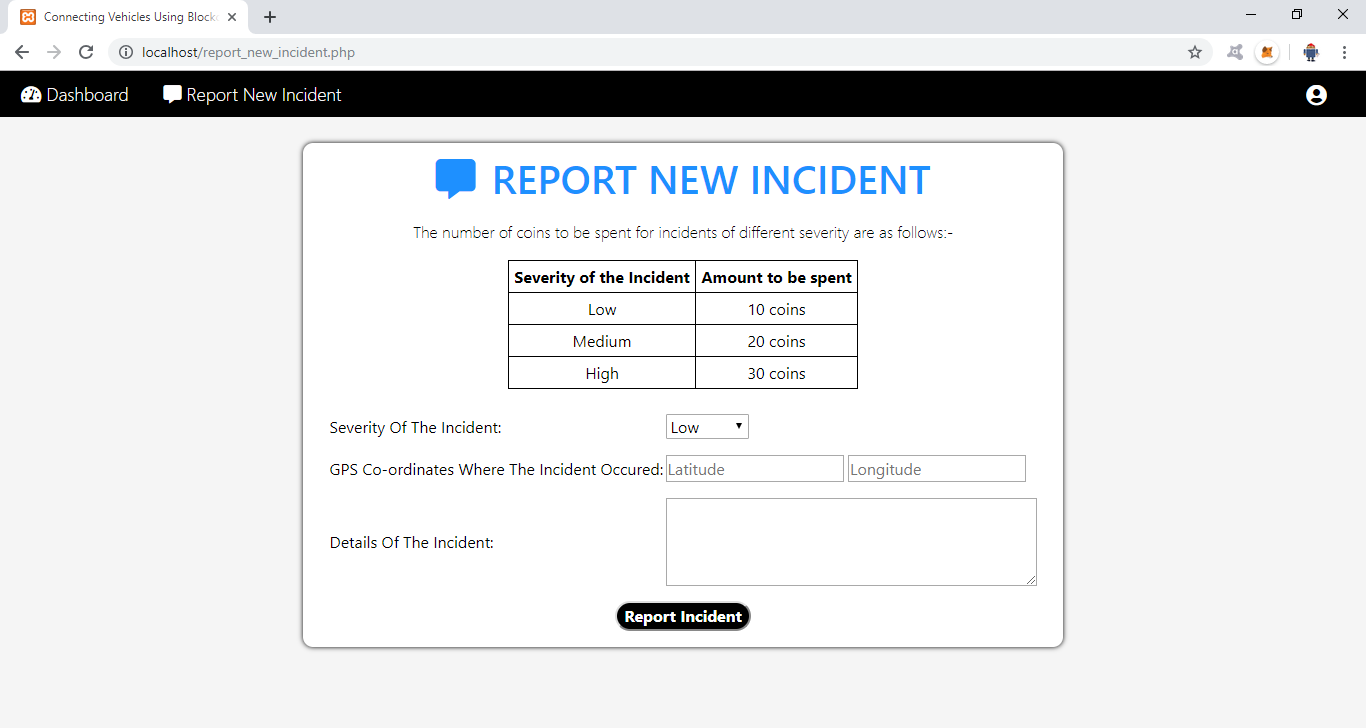 Connecting Vehicles Using Block
localhost/report_new_incident.php
Dashboard Report New Incident
REPORT NEW INCIDENT
The number of coins to be spent for incidents of different severity are as follows:-
Severity of the Incident Amount to be spent
Low 10 coins
Medium 20 coins
High 30 coins
Severity Of The Incident: Low
GPS Co-ordinates Where The Incident Occured: Latitude Longitude
Details Of The Incident:
Report Incident